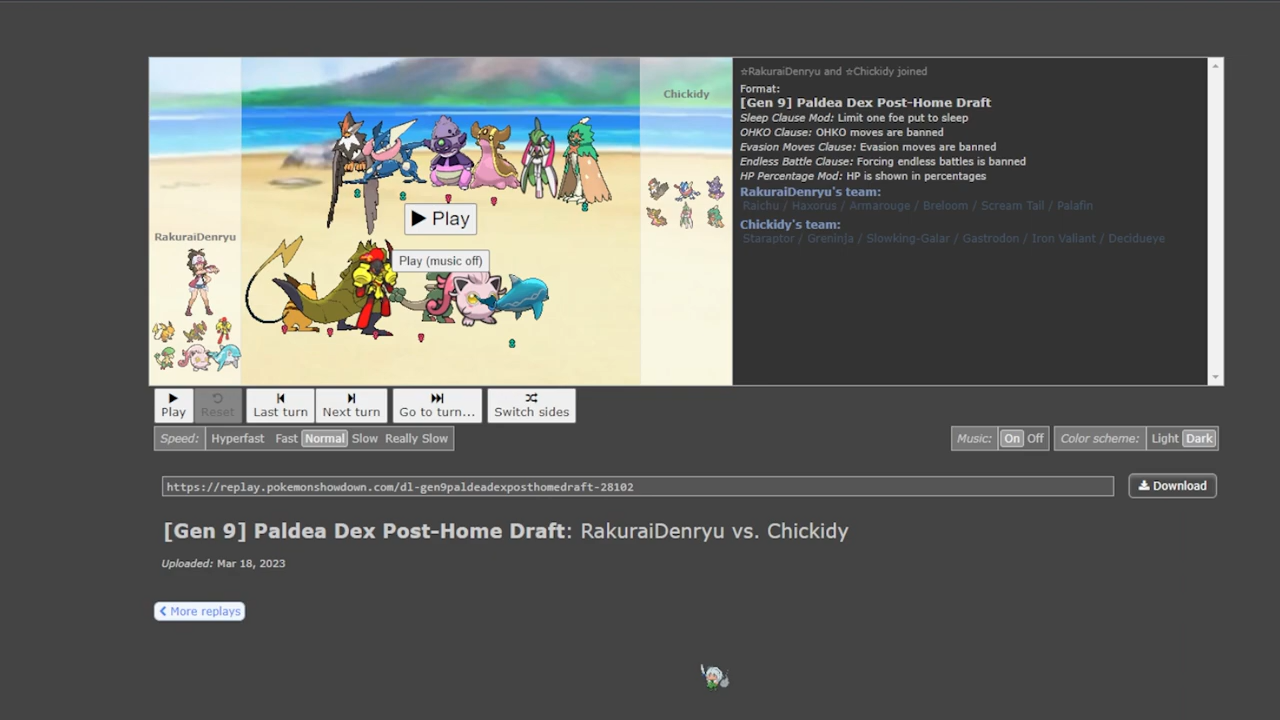 ☆RakuraiDenryu and ☆Chickidy joined
Format:
[Gen 9] Paldea Dex Post-Home Draft
Sleep Clause Mod: Limit one foe put to sleep
OHKO Clause: OHKO moves are banned
Evasion Moves Clause: Evasion moves are banned
Endless Battle Clause: Forcing endless battles is banned
HP Percentage Mod: HP is shown in percentages
RakuraiDenryu's team:
Raichu / Haxorus / Armarouge / Breloom / Scream Tail / Palafin
Chickidy's team:
Staraptor / Greninja / Slowking-Galar / Gastrodon / Iron Valiant / Decidueye
Chickidy
RakuraiDenryu
Play
Play (music off)
Play Reset Last turn Next turn Go to turn... Switch sides
Speed: Hyperfast Fast Normal Slow Really Slow Music: On Off Color scheme: Light Dark
https://replay.pokemonshowdown.com/dl-gen9paldeadexposthomedraft-28102 Download
[Gen 9] Paldea Dex Post-Home Draft: RakuraiDenryu vs. Chickidy
Uploaded: Mar 18, 2023
More replays